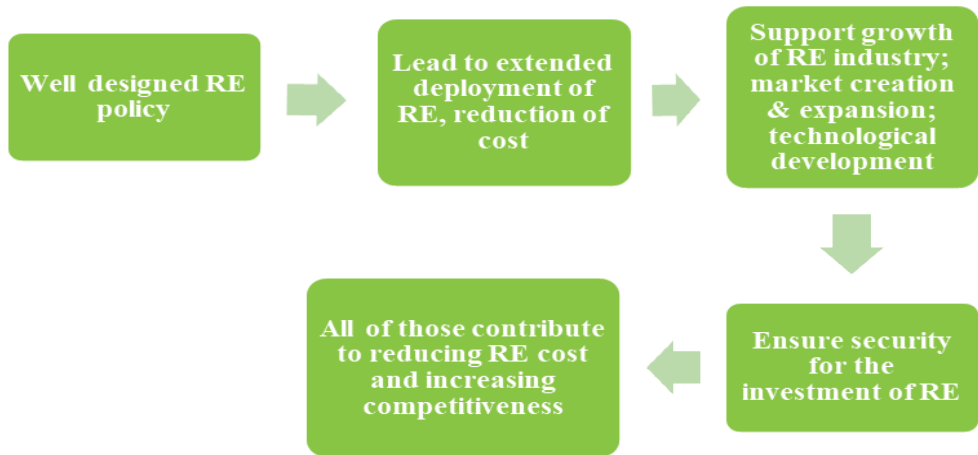 Well designed RE
policy
Lead to extended
deployment of
RE, reduction of
cost
Support growth
of RE industry;
market creation
& expansion;
technological
development
Ensure security
for the
investment of RE
All of those contribute
to reducing RE cost
and increasing
competitiveness